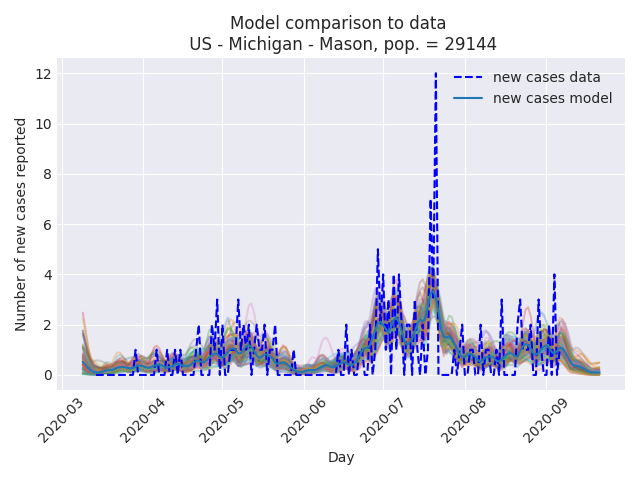 Model comparison to data
US - Michigan - Mason, pop. = 29144
new cases data
new cases model
Number of new cases reported
12
10
8
6
4
2
0
2020-03
2020-04
2020-05
2020-06
2020-07
2020-08
2020-09
Day